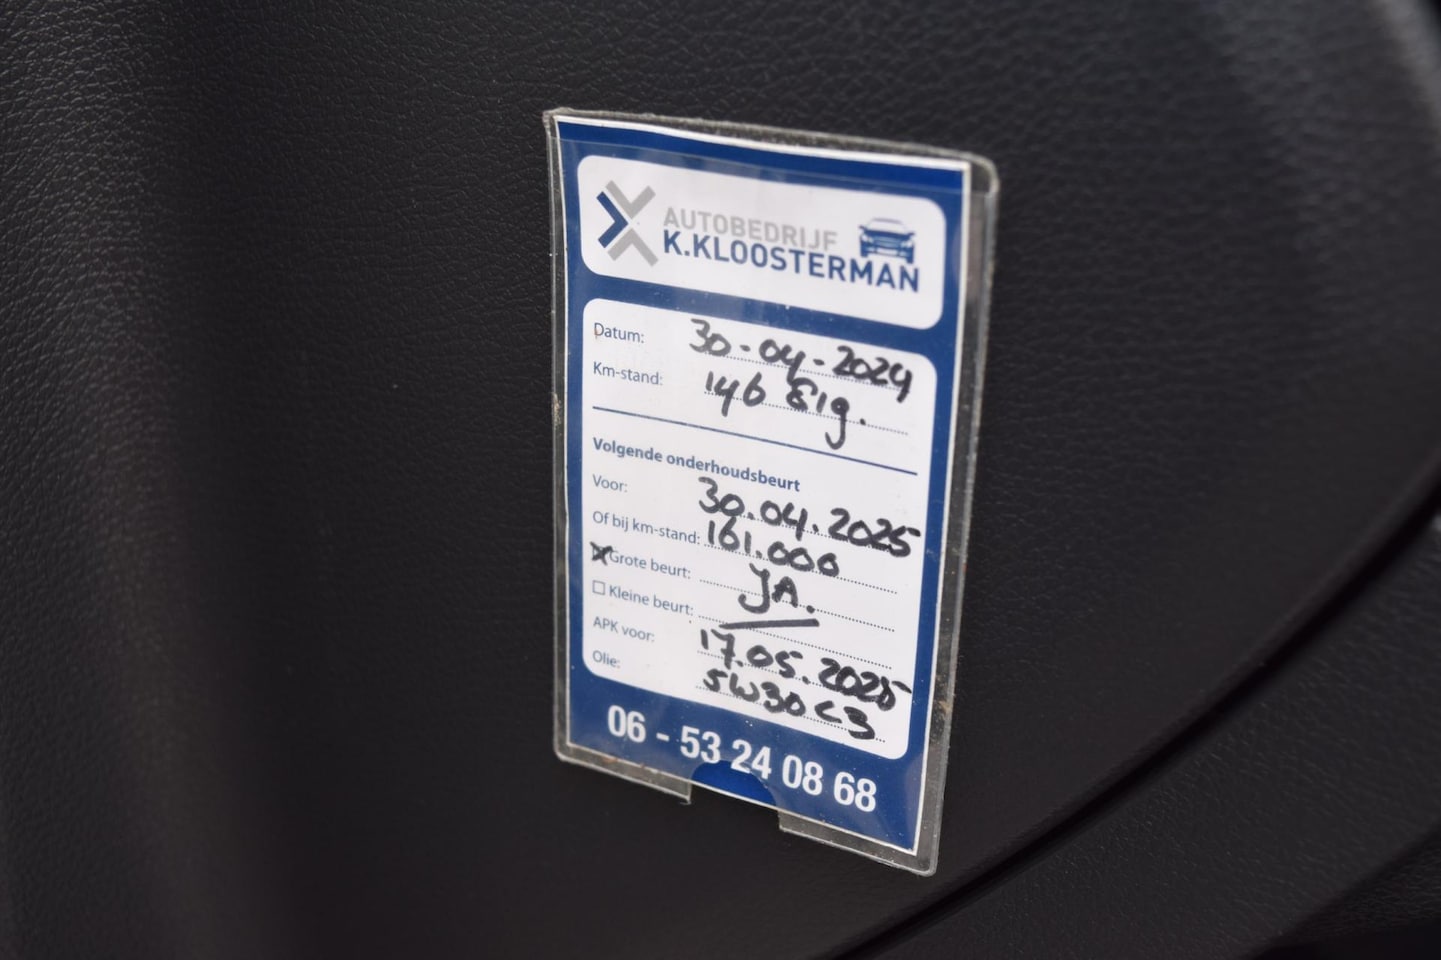 AUTOBEDRIJF
K.KLOOSTERMAN
Datum: 30-04-2024
Km-stand: 146 819.
Volgende onderhoudsbeurt
Voor: 30.04.2025
Of bij km-stand: 161.000
Grote beurt: JA.
Kleine beurt:
APK voor: 17.05.2025
Olie: 5W30 C3
06 - 53 24 08 68